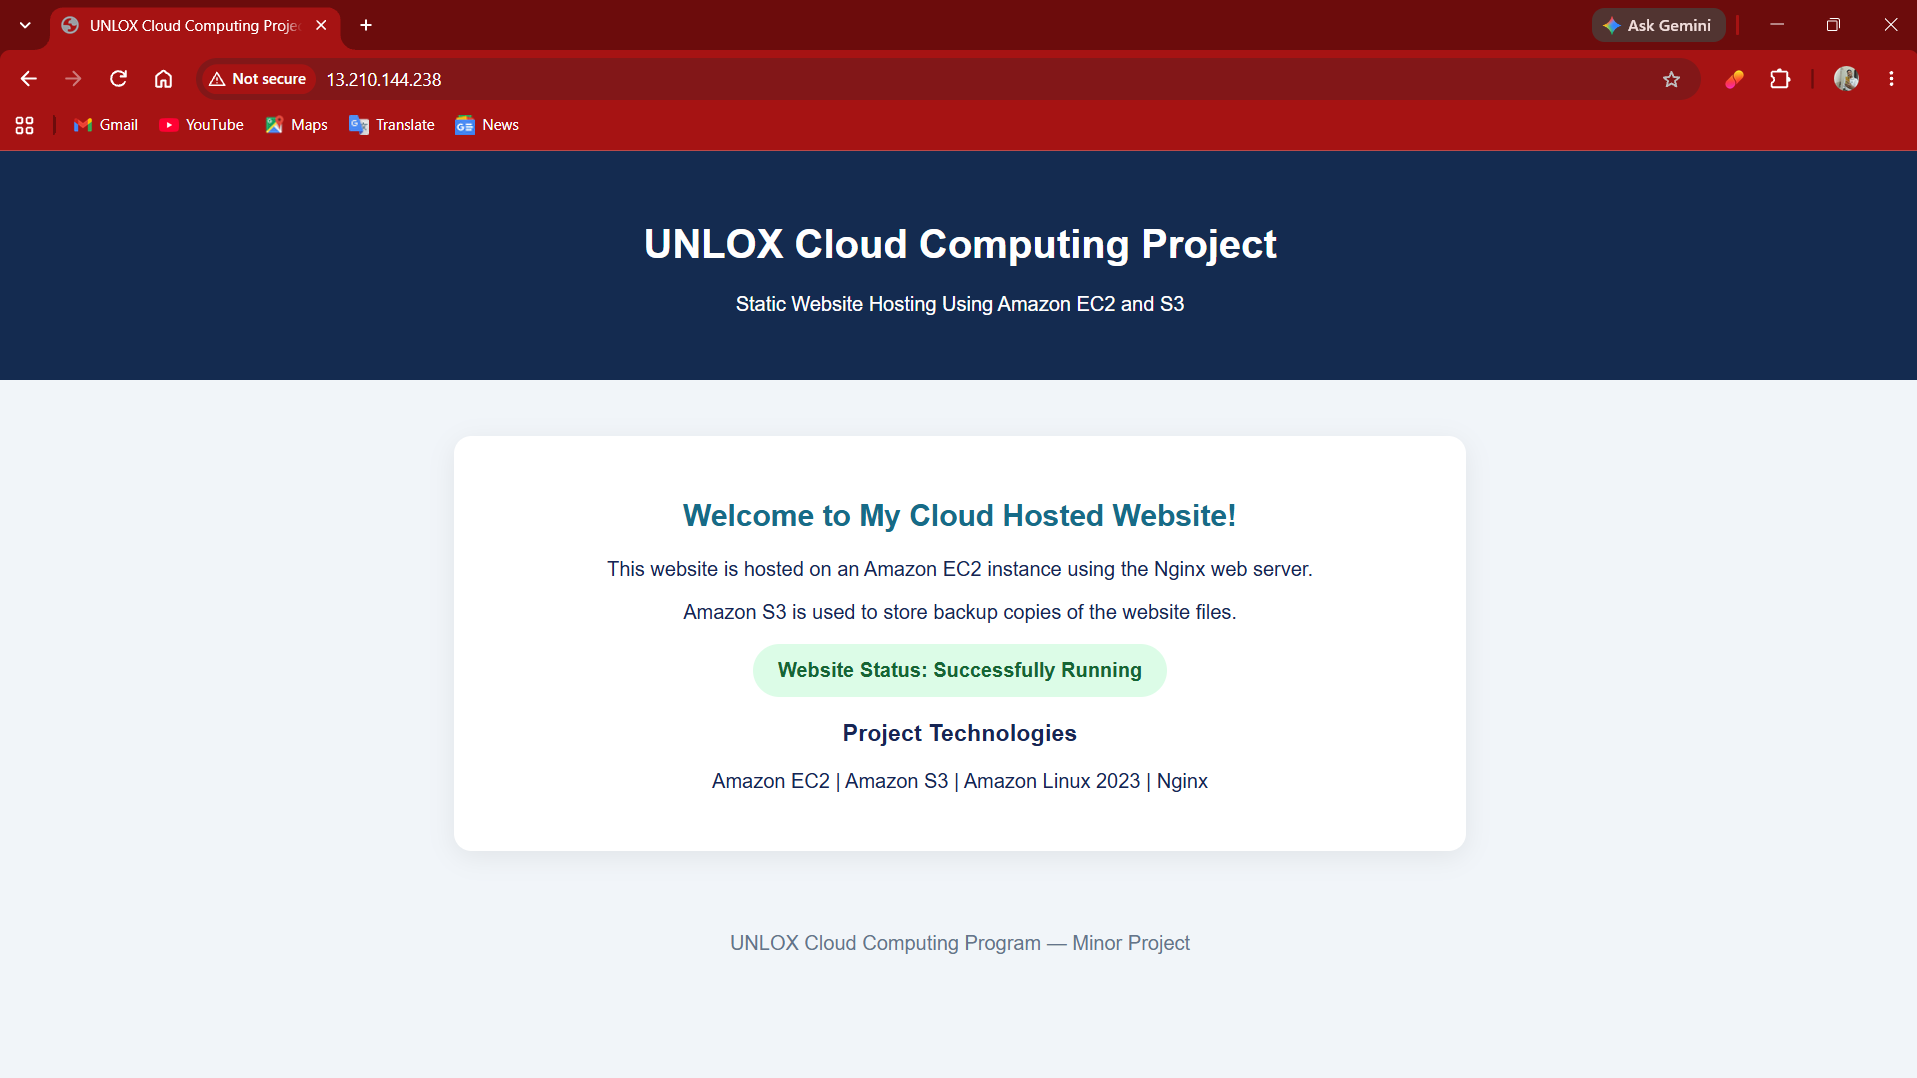 UNLOX Cloud Computing Proje
Ask Gemini
Not secure
13.210.144.238
Gmail
YouTube
Maps
Translate
News
UNLOX Cloud Computing Project
Static Website Hosting Using Amazon EC2 and S3
Welcome to My Cloud Hosted Website!
This website is hosted on an Amazon EC2 instance using the Nginx web server.
Amazon S3 is used to store backup copies of the website files.
Website Status: Successfully Running
Project Technologies
Amazon EC2 | Amazon S3 | Amazon Linux 2023 | Nginx
UNLOX Cloud Computing Program — Minor Project